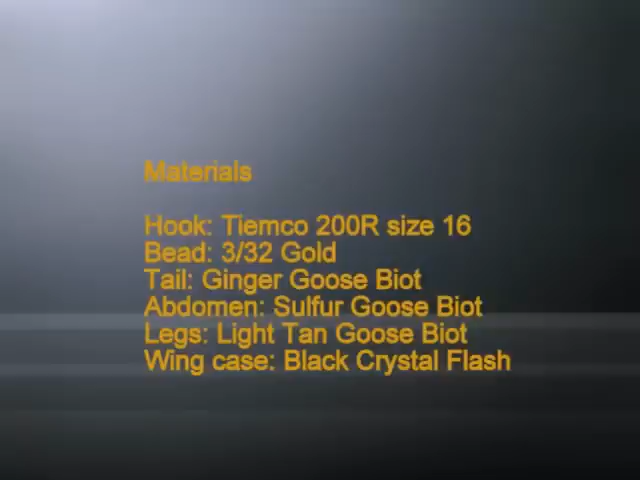 Materials
Hook: Tiemco 200R size 16
Bead: 3/32 Gold
Tail: Ginger Goose Biot
Abdomen: Sulfur Goose Biot
Legs: Light Tan Goose Biot
Wing case: Black Crystal Flash